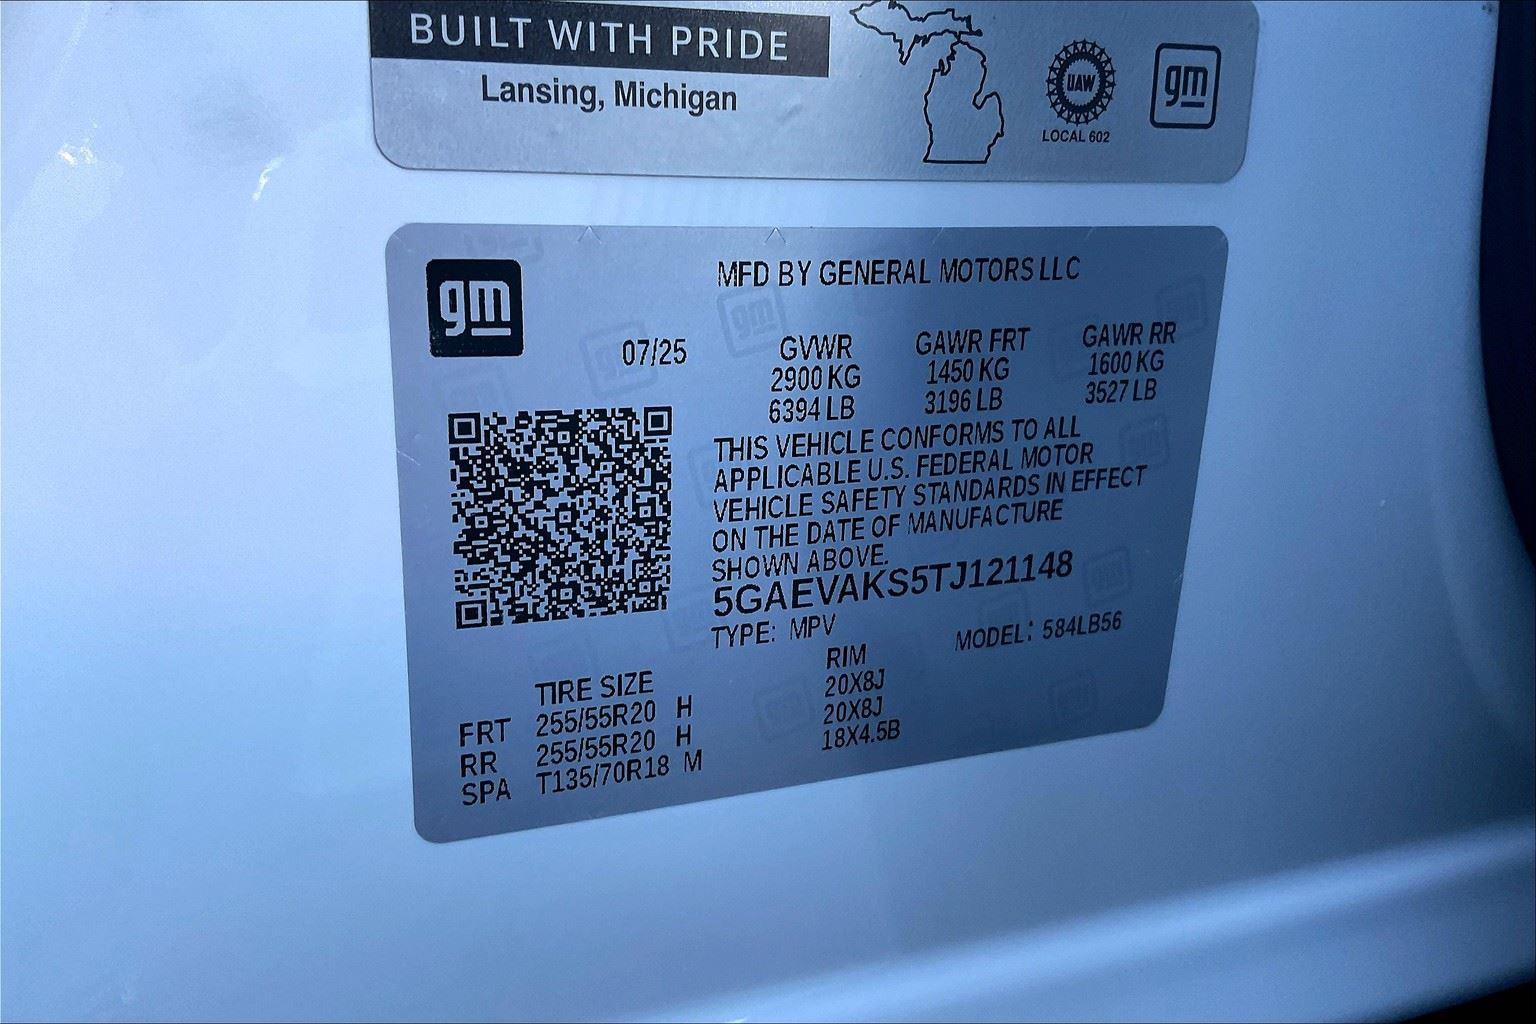 BUILT WITH PRIDE
Lansing, Michigan
UAW
LOCAL 602
gm
gm
MFD BY GENERAL MOTORS LLC
07/25
GVWR
2900 KG
6394 LB
GAWR FRT
1450 KG
3196 LB
GAWR RR
1600 KG
3527 LB
THIS VEHICLE CONFORMS TO ALL
APPLICABLE U.S. FEDERAL MOTOR
VEHICLE SAFETY STANDARDS IN EFFECT
ON THE DATE OF MANUFACTURE
SHOWN ABOVE.
5GAEVAKS5TJ121148
TYPE: MPV MODEL: 584LB56
TIRE SIZE RIM
FRT 255/55R20 H 20X8J
RR 255/55R20 H 20X8J
SPA T135/70R18 M 18X4.5B